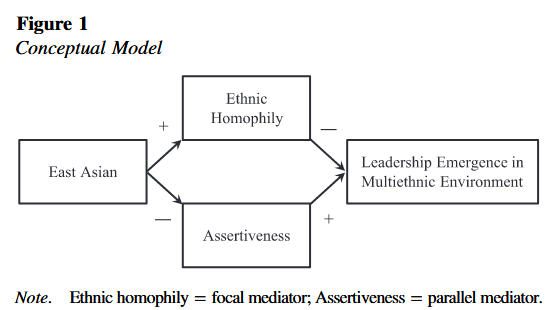 Figure 1
Conceptual Model
Ethnic
Homophily
+
—
East Asian
Leadership Emergence in
Multiethnic Environment
—
+
Assertiveness
Note. Ethnic homophily = focal mediator; Assertiveness = parallel mediator.